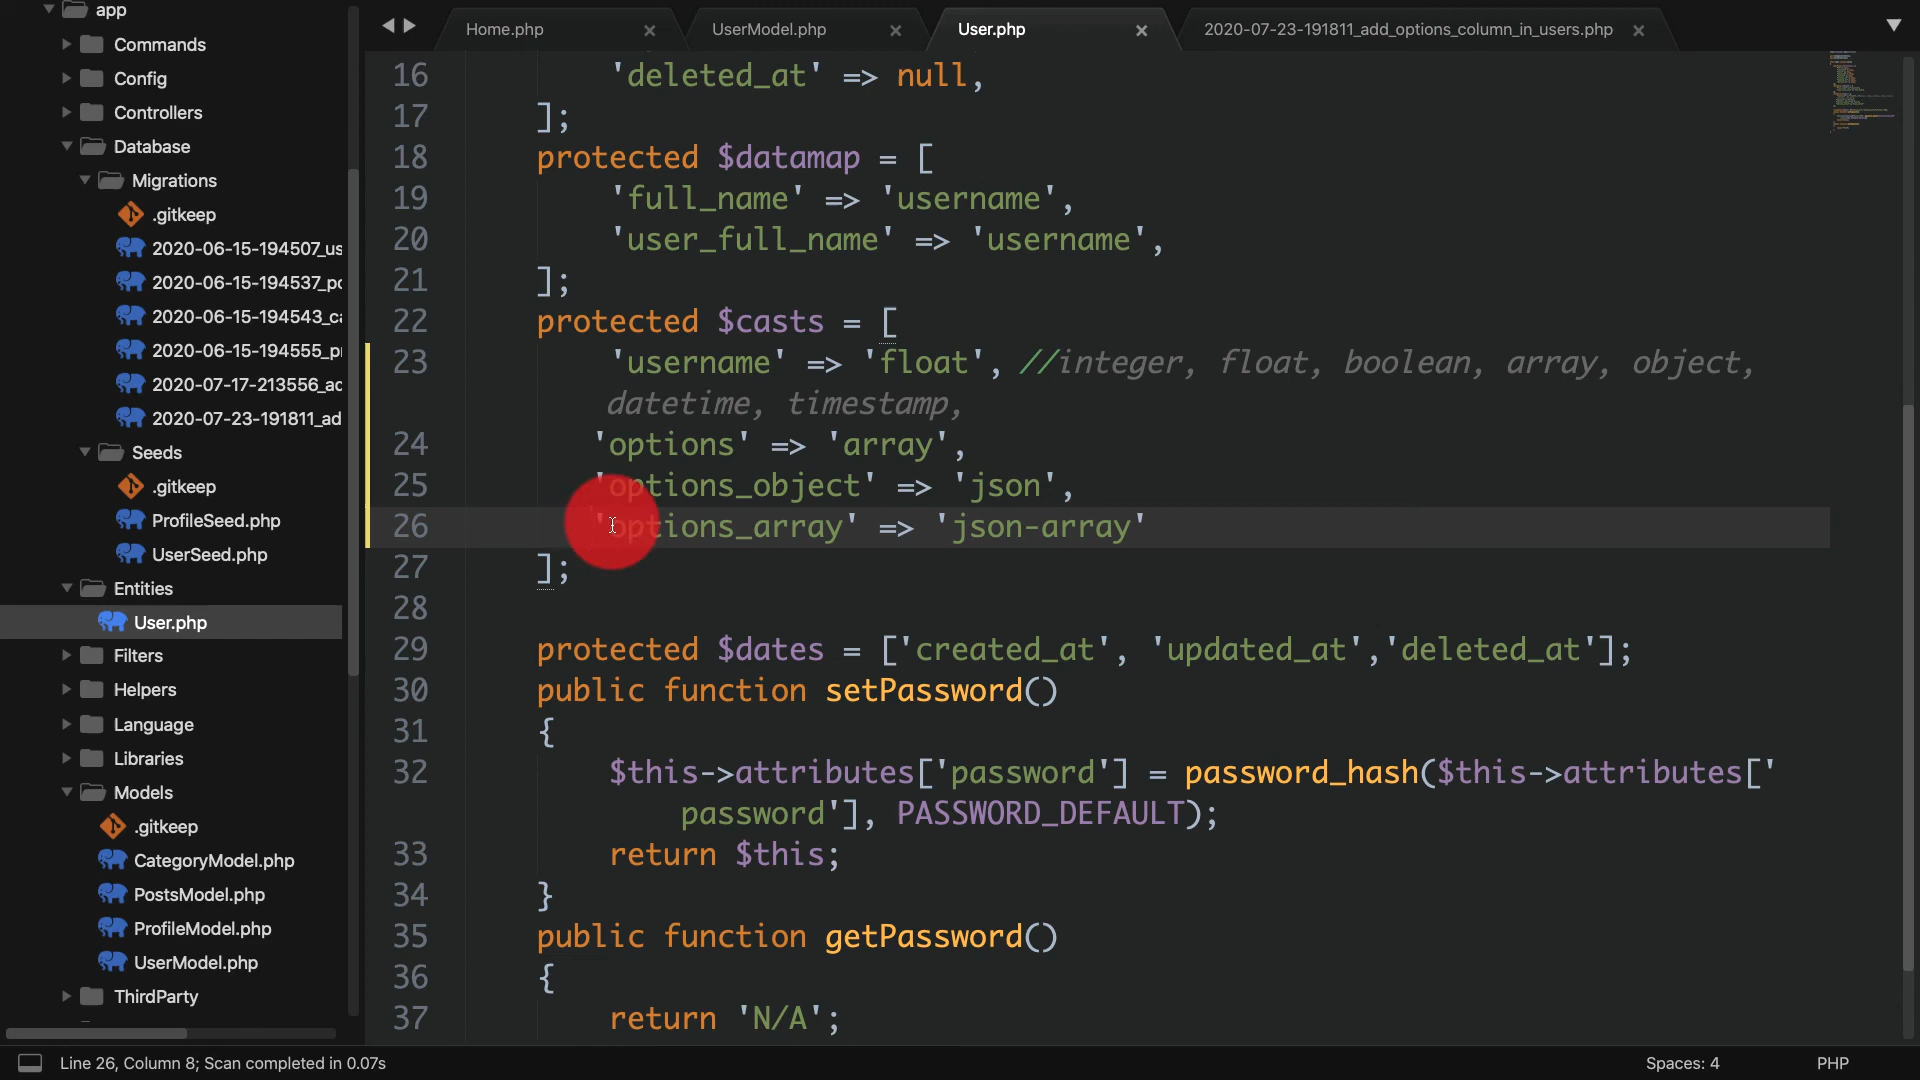 app
Commands
Config
Controllers
Database
Migrations
.gitkeep
2020-06-15-194507_us
2020-06-15-194537_po
2020-06-15-194543_ca
2020-06-15-194555_pr
2020-07-17-213556_ad
2020-07-23-191811_ad
Seeds
.gitkeep
ProfileSeed.php
UserSeed.php
Entities
User.php
Filters
Helpers
Language
Libraries
Models
.gitkeep
CategoryModel.php
PostsModel.php
ProfileModel.php
UserModel.php
ThirdParty
Home.php × UserModel.php × User.php × 2020-07-23-191811_add_options_column_in_users.php ×
16 'deleted_at' => null,
17 ];
18 protected $datamap = [
19 'full_name' => 'username',
20 'user_full_name' => 'username',
21 ];
22 protected $casts = [
23 'username' => 'float', //integer, float, boolean, array, object,
datetime, timestamp,
24 'options' => 'array',
25 'options_object' => 'json',
26 'options_array' => 'json-array'
27 ];
28
29 protected $dates = ['created_at', 'updated_at','deleted_at'];
30 public function setPassword()
31 {
32 $this->attributes['password'] = password_hash($this->attributes['
password'], PASSWORD_DEFAULT);
33 return $this;
34 }
35 public function getPassword()
36 {
37 return 'N/A';
Line 26, Column 8; Scan completed in 0.07s Spaces: 4 PHP